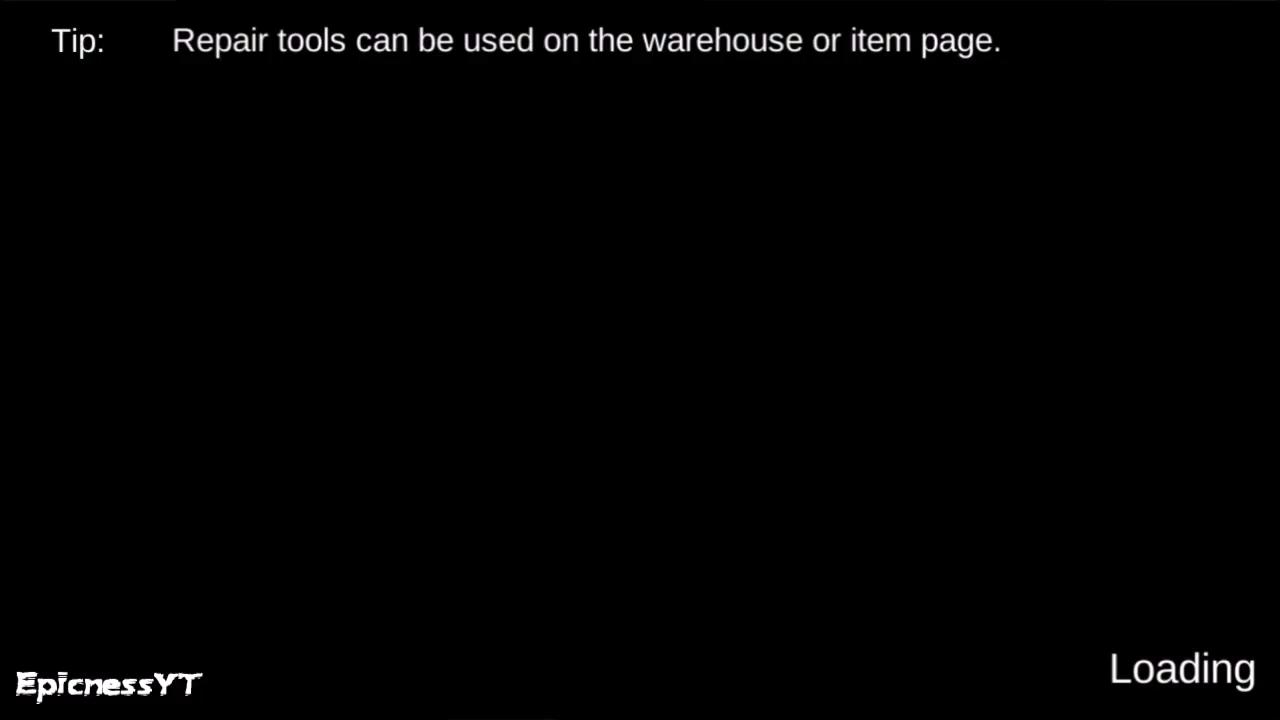 Tip: Repair tools can be used on the warehouse or item page.
Loading
EpicnessYT